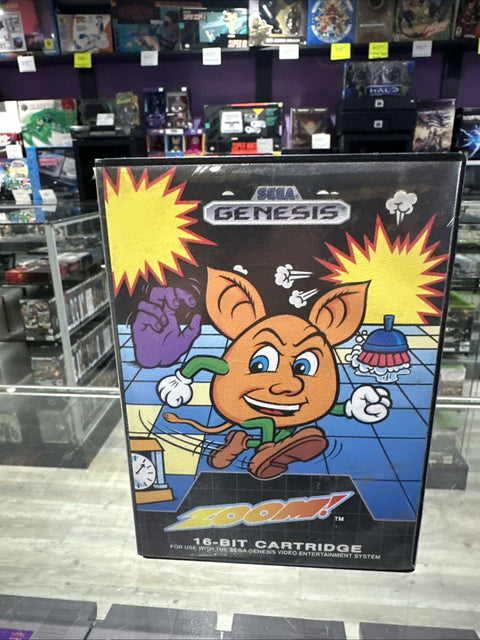 HALO
SEGA
GENESIS
ZOOM!™
16-BIT CARTRIDGE
FOR USE WITH THE SEGA GENESIS VIDEO ENTERTAINMENT SYSTEM